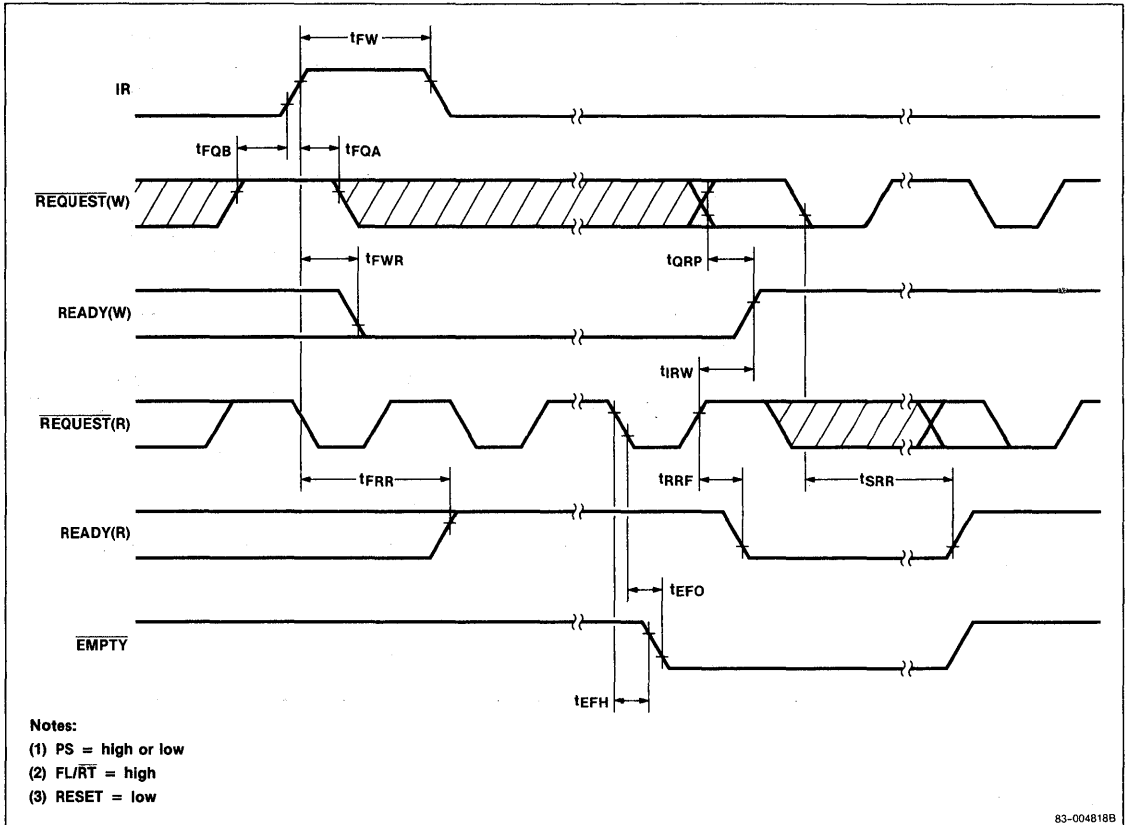 tFW
IR
tFQB
tFQA
REQUEST(W)
tFWR
tQRP
READY(W)
tIRW
REQUEST(R)
tFRR
tRRF
tSRR
READY(R)
tEFO
EMPTY
tEFH
Notes:
(1) PS = high or low
(2) FL/RT = high
(3) RESET = low
83-004818B